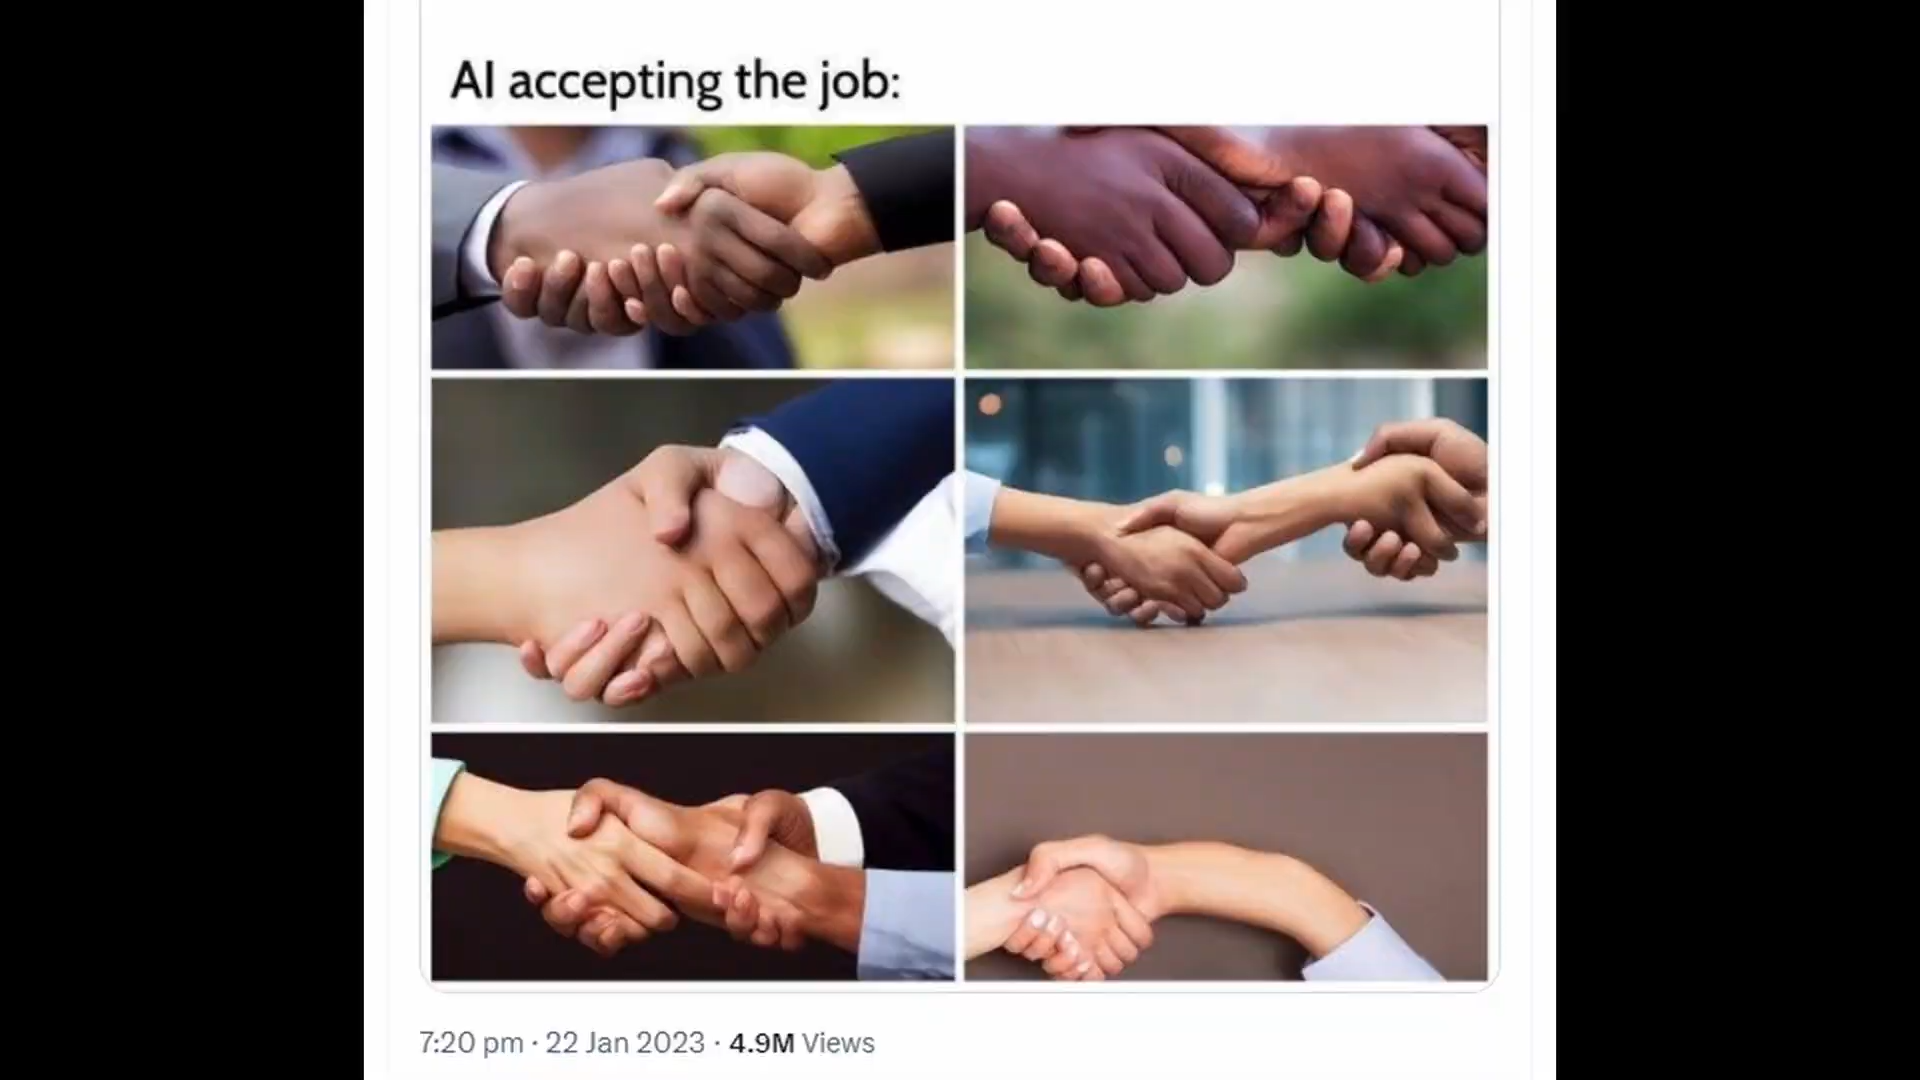 AI accepting the job:
7:20 pm · 22 Jan 2023 · 4.9M Views